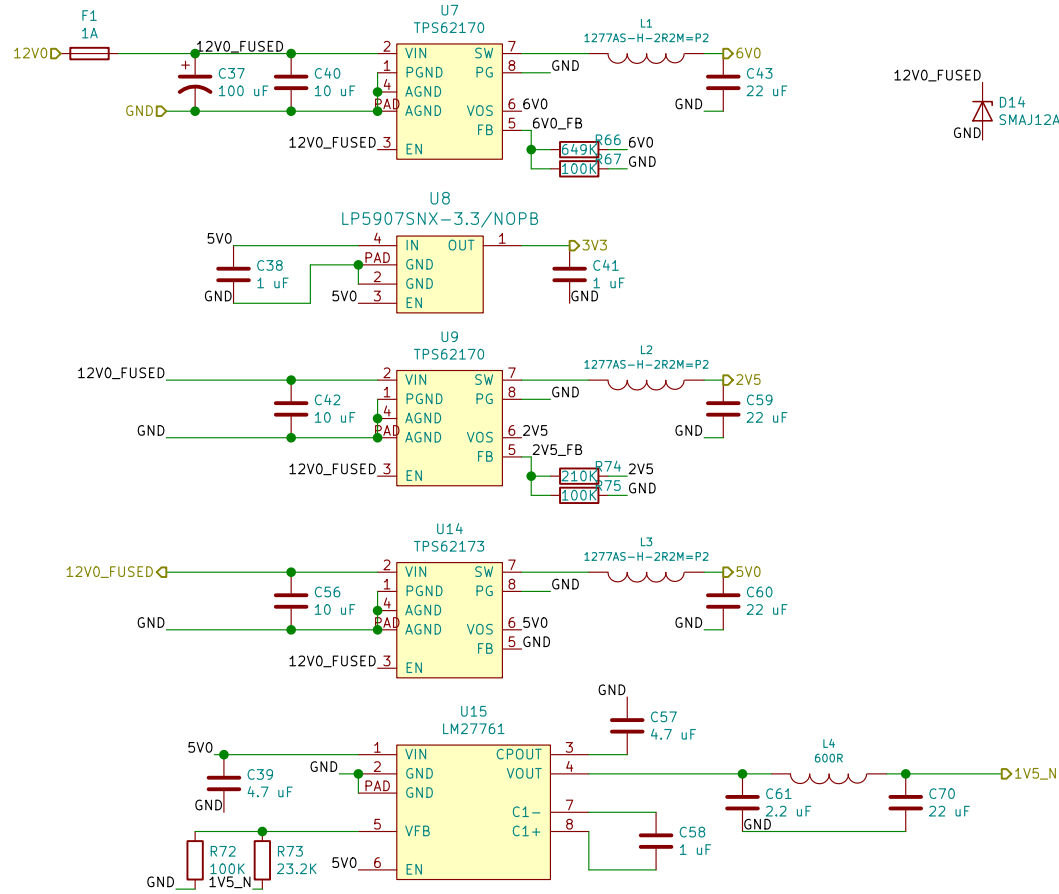 F1
1A
12V0
12V0_FUSED
C37
100 uF
C40
10 uF
GND
U7
TPS62170
2 VIN SW 7
1 PGND PG 8 GND
4 AGND
PAD AGND VOS 6 6V0
FB 5 6V0_FB
12V0_FUSED 3 EN
L1
1277AS-H-2R2M=P2
6V0
C43
22 uF
GND
R66
649K 6V0
R67
100K GND
12V0_FUSED
D14
SMAJ12A
GND
U8
LP5907SNX-3.3/NOPB
5V0 4 IN OUT 1 3V3
PAD GND
2 GND
5V0 3 EN
C38
1 uF
GND
C41
1 uF
GND
U9
TPS62170
12V0_FUSED 2 VIN SW 7
1 PGND PG 8 GND
4 AGND
GND PAD AGND VOS 6 2V5
FB 5 2V5_FB
12V0_FUSED 3 EN
C42
10 uF
L2
1277AS-H-2R2M=P2
2V5
C59
22 uF
GND
R74
210K 2V5
R75
100K GND
U14
TPS62173
12V0_FUSED 2 VIN SW 7
1 PGND PG 8 GND
4 AGND
GND PAD AGND VOS 6 5V0
FB 5 GND
12V0_FUSED 3 EN
C56
10 uF
L3
1277AS-H-2R2M=P2
5V0
C60
22 uF
GND
U15
LM27761
5V0 1 VIN CPOUT 3
GND 2 GND VOUT 4
PAD GND
C1- 7
5 VFB C1+ 8
5V0 6 EN
C39
4.7 uF
GND
R72
100K
GND
R73
23.2K
1V5_N
GND
C57
4.7 uF
C58
1 uF
L4
600R
C61
2.2 uF
GND
C70
22 uF
1V5_N